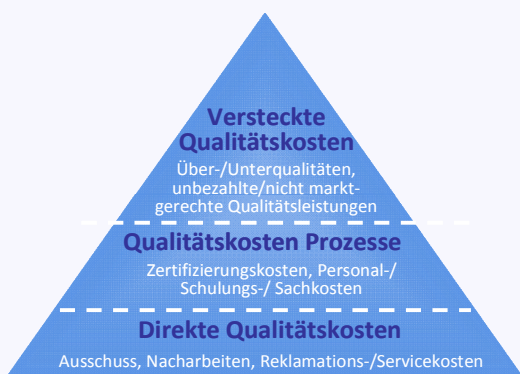 Versteckte
Qualitätskosten
Über-/Unterqualitäten,
unbezahlte/nicht markt-
gerechte Qualitätsleistungen
Qualitätskosten Prozesse
Zertifizierungskosten, Personal-/
Schulungs-/ Sachkosten
Direkte Qualitätskosten
Ausschuss, Nacharbeiten, Reklamations-/Servicekosten